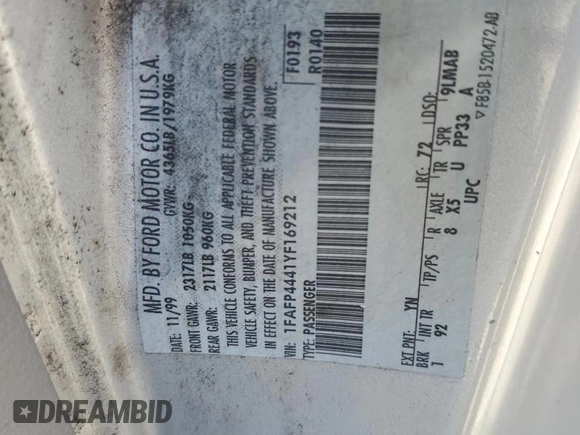 MFD. BY FORD MOTOR CO. IN U.S.A.
DATE: 11/99 GVWR: 4365LB/1979KG
FRONT GAWR: 2317LB 1050KG
REAR GAWR: 2117LB 960KG
THIS VEHICLE CONFORMS TO ALL APPLICABLE FEDERAL MOTOR
VEHICLE SAFETY, BUMPER, AND THEFT PREVENTION STANDARDS
IN EFFECT ON THE DATE OF MANUFACTURE SHOWN ABOVE.
VIN: 1FAFP4441YF169212
TYPE: PASSENGER
F0193
R0140
EXT PNT: YN RC: 72 DSO:
BRK INT TR TP/PS R AXLE TR SPR
1 92 8 X5 U PP33 A
9LMAB
UPC
▽F85B-1520472-AB
DREAMBID